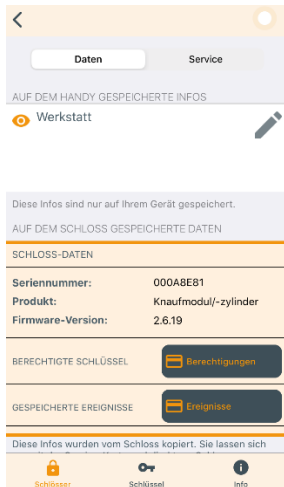 Daten Service
AUF DEM HANDY GESPEICHERTE INFOS
Werkstatt
Diese Infos sind nur auf Ihrem Gerät gespeichert.
AUF DEM SCHLOSS GESPEICHERTE DATEN
SCHLOSS-DATEN
Seriennummer: 000A8E81
Produkt: Knaufmodul/-zylinder
Firmware-Version: 2.6.19
BERECHTIGTE SCHLÜSSEL Berechtigungen
GESPEICHERTE EREIGNISSE Ereignisse
Diese Infos wurden vom Schloss kopiert. Sie lassen sich
Schlösser Schlüssel Info